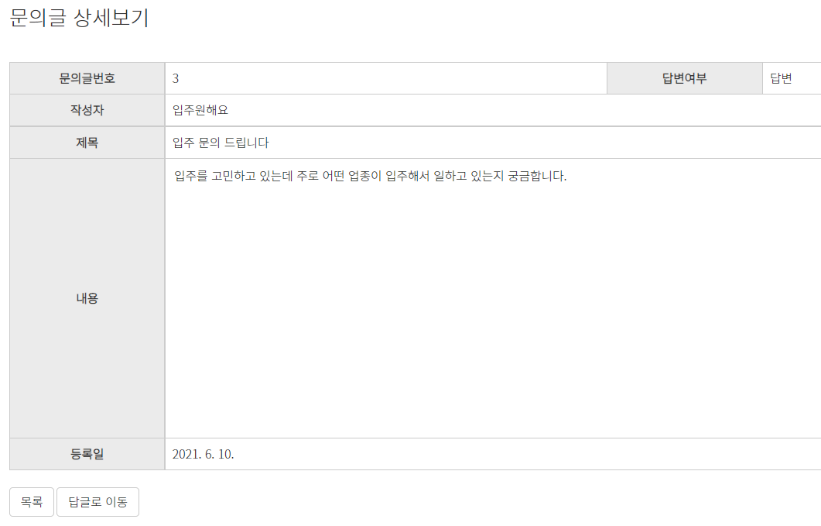 문의글 상세보기
문의글번호 3 답변여부 답변
작성자 입주원해요
제목 입주 문의 드립니다
내용 입주를 고민하고 있는데 주로 어떤 업종이 입주해서 일하고 있는지 궁금합니다.
등록일 2021. 6. 10.
목록 답글로 이동